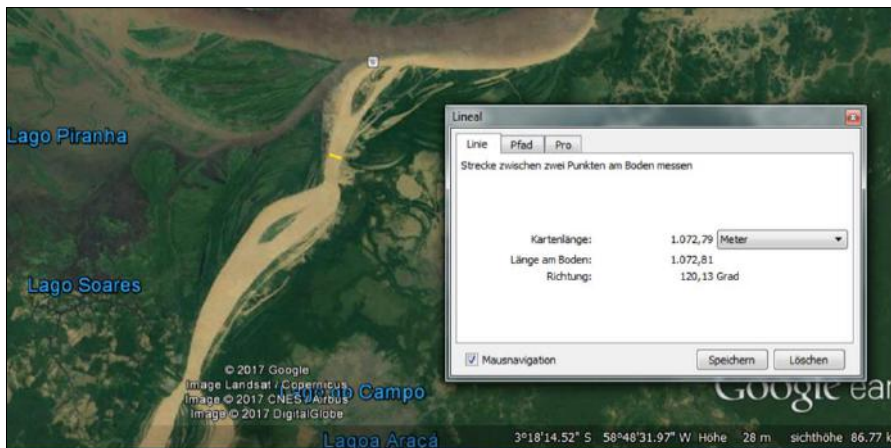 Lago Piranha
Lago Soares
Lineal
Linie Pfad Pro
Strecke zwischen zwei Punkten am Boden messen
Kartenlänge: 1.072,79 Meter
Länge am Boden: 1.072,81
Richtung: 120,13 Grad
Mausnavigation Speichern Löschen
© 2017 Google
Image Landsat / Copernicus
Image © 2017 CNES / Airbus
Image © 2017 DigitalGlobe
Lago do Campo
Lagoa Araçá
Google ear
3°18'14.52" S 58°48'31.97" W Höhe 28 m sichthöhe 86.77